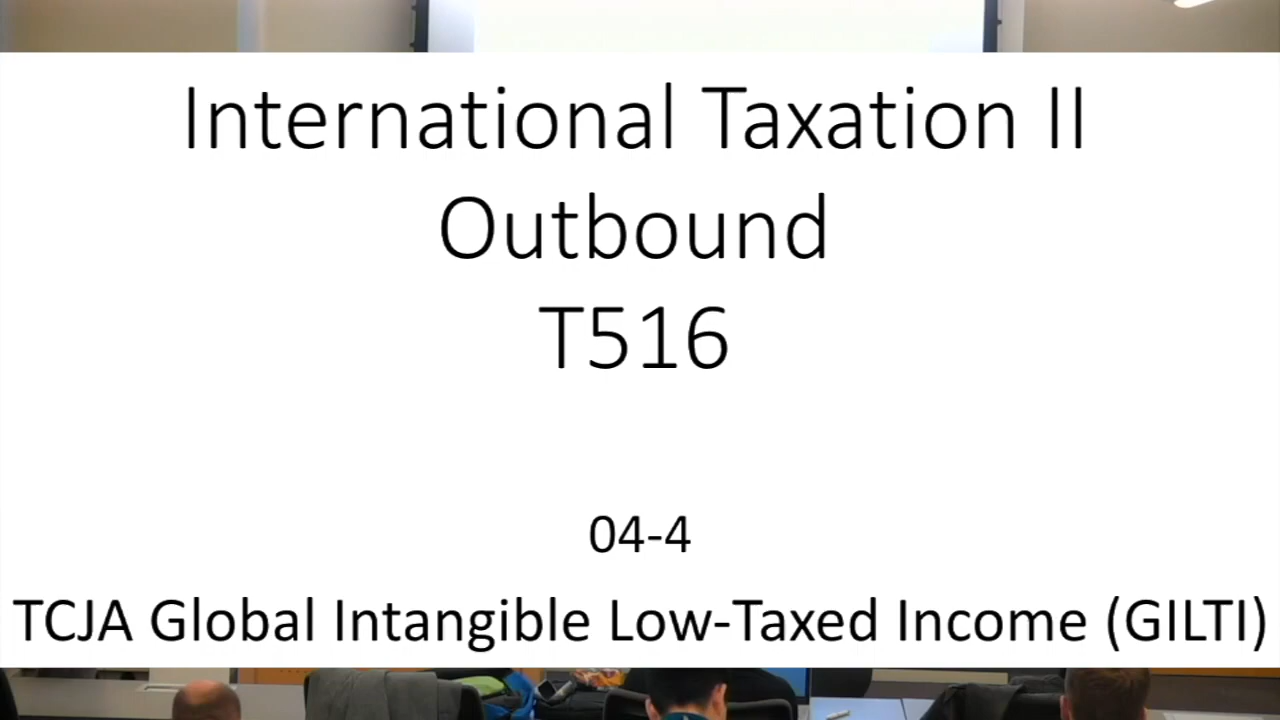 International Taxation II
Outbound
T516
04-4
TCJA Global Intangible Low-Taxed Income (GILTI)